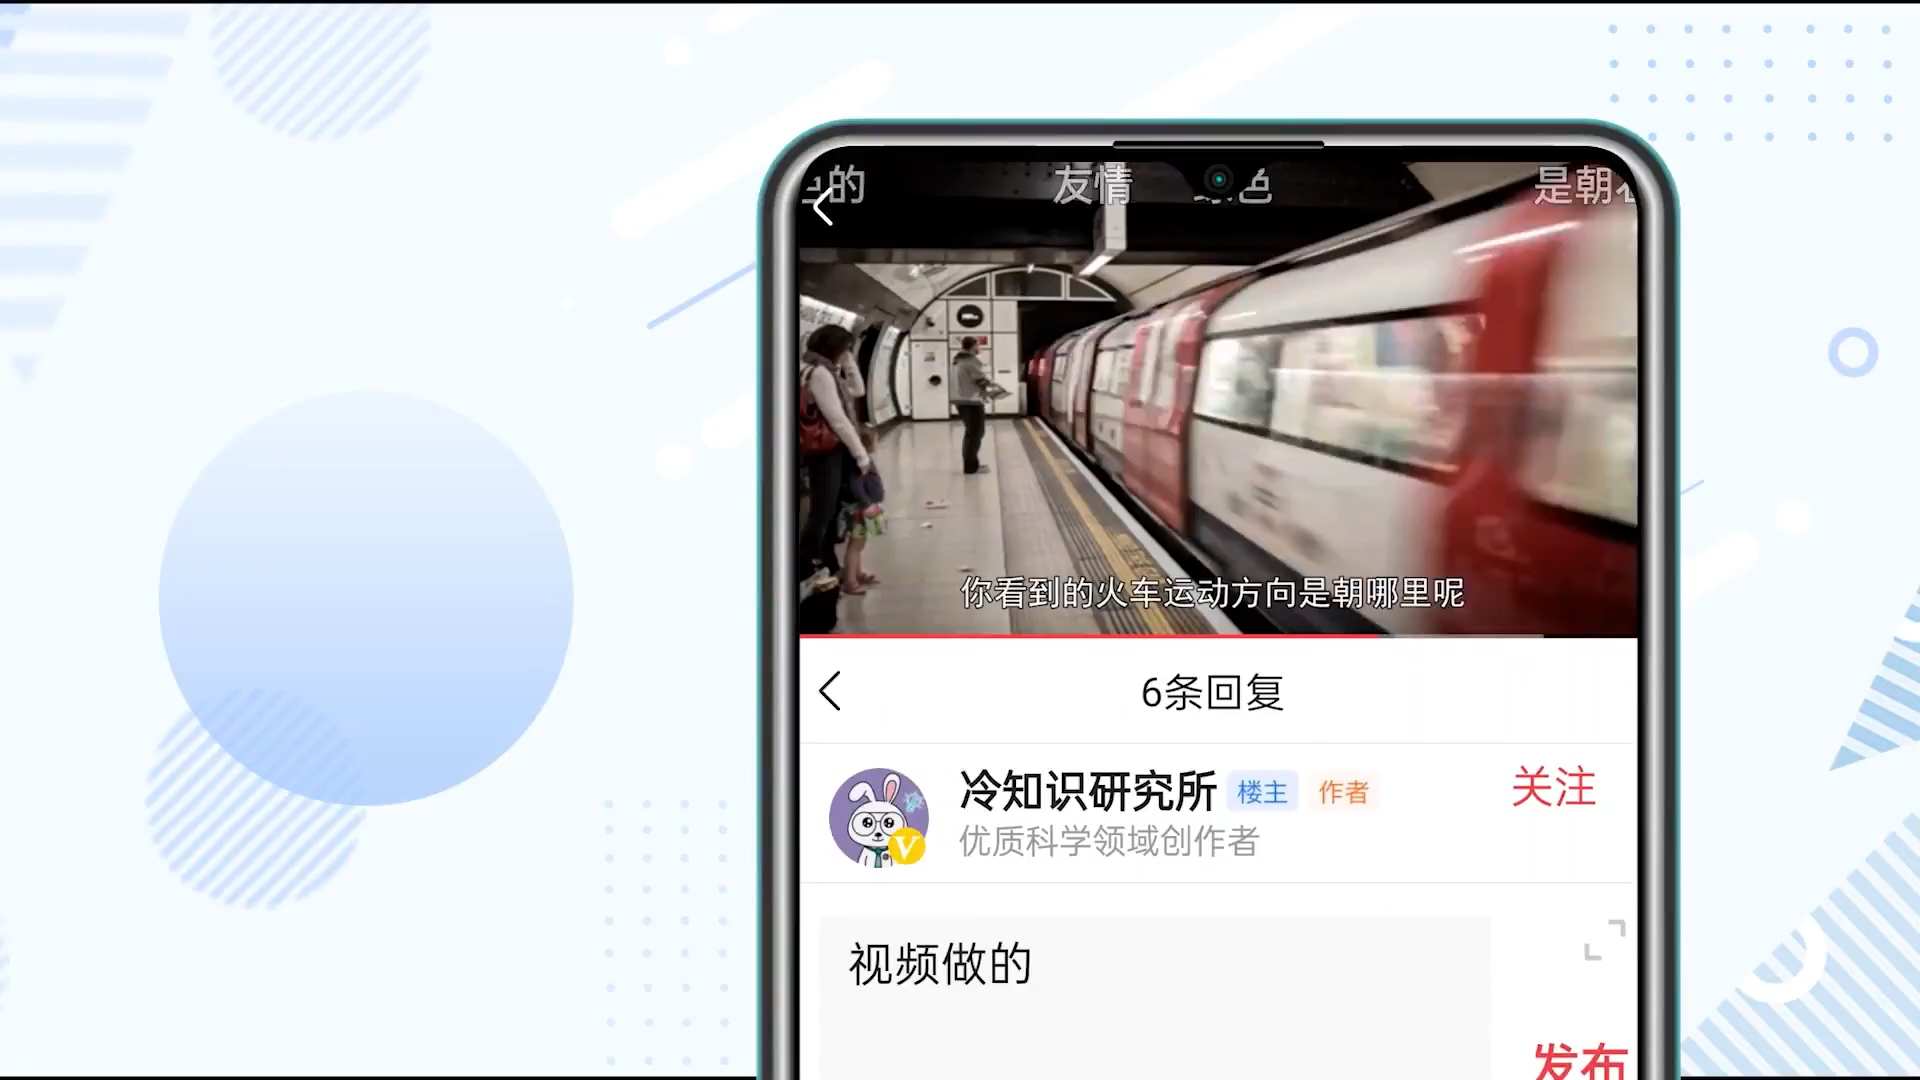 的
友情
色
是朝
你看到的火车运动方向是朝哪里呢
6条回复
冷知识研究所 楼主 作者
关注
优质科学领域创作者
视频做的
发布